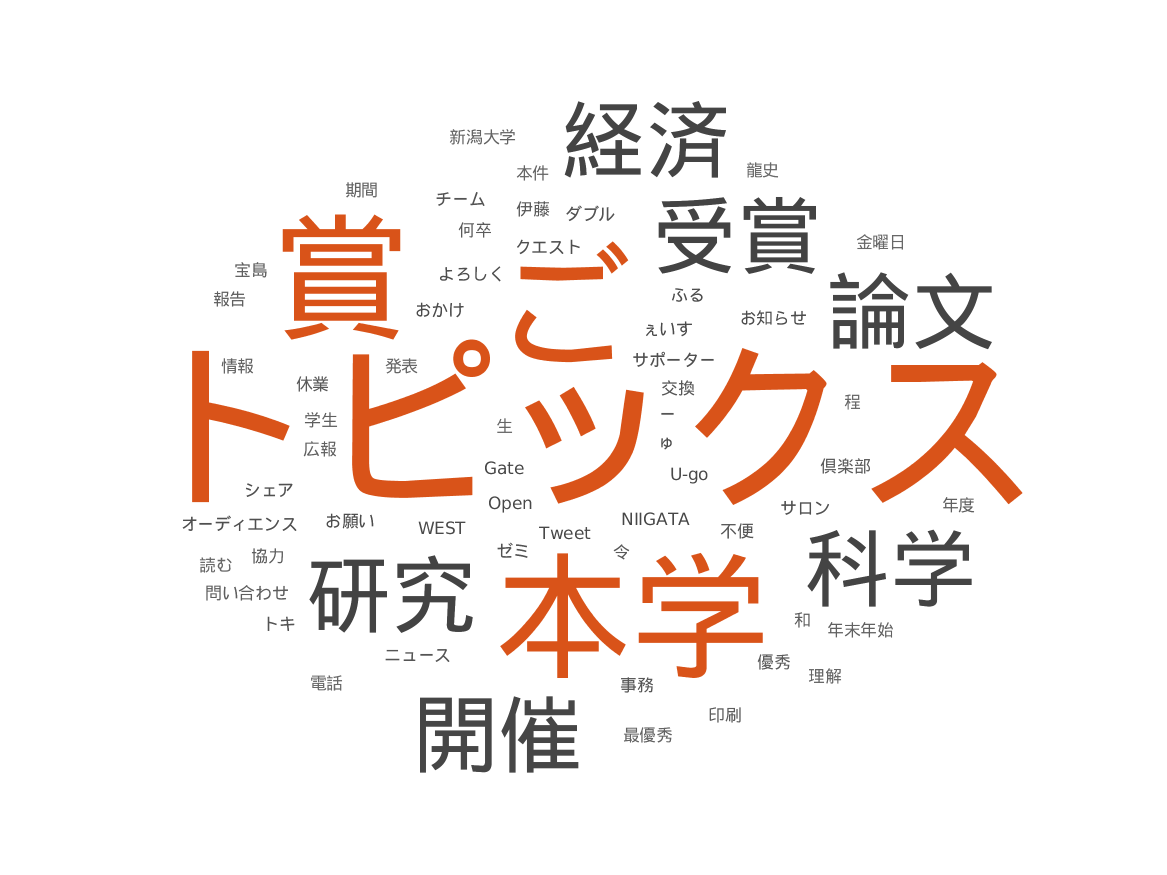 経済
新潟大学
本件
龍史
期間
チーム
伊藤
ダブル
受賞
何卒
賞
クエスト
ご
金曜日
宝島
よろしく
報告
おかけ
ふる
お知らせ
論文
ぇいす
サポーター
トピックス
情報
発表
休業
交換
程
学生
生
ー
広報
ゅ
Gate
U-go
倶楽部
シェア
Open
サロン
年度
オーディエンス
お願い
WEST
Tweet
NIIGATA
不便
読む
協力
ゼミ
令
科学
問い合わせ
研究
本学
トキ
和
年末年始
ニュース
優秀
理解
電話
事務
開催
印刷
最優秀